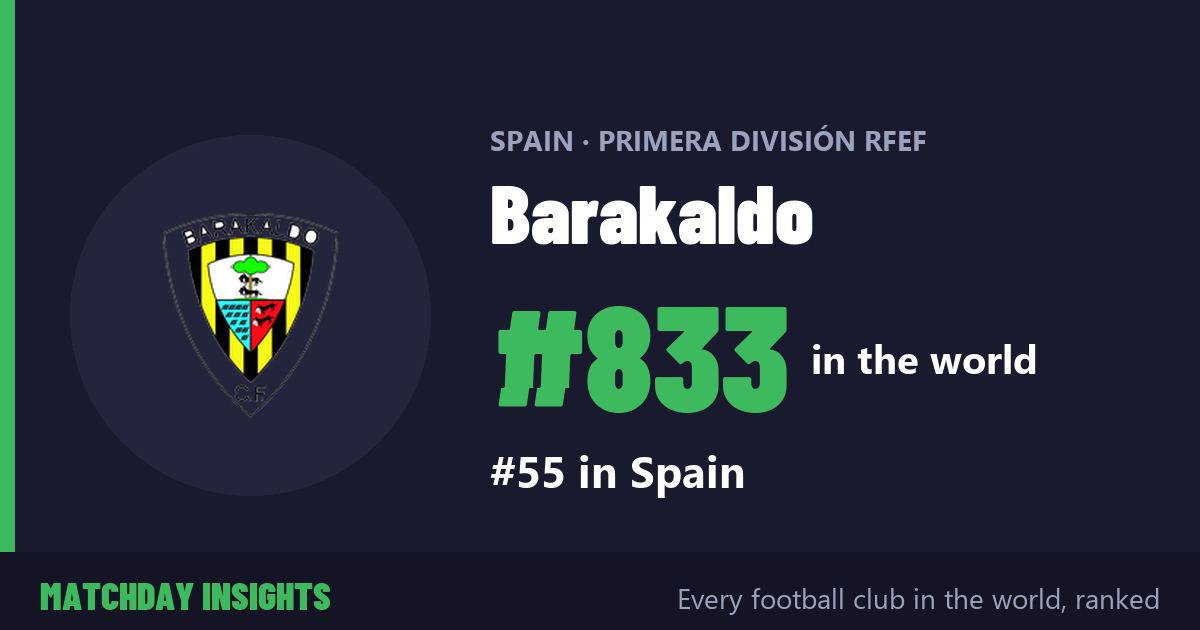 SPAIN · PRIMERA DIVISIÓN RFEF
Barakaldo
BARAKALDO
C.F.
#833 in the world
#55 in Spain
MATCHDAY INSIGHTS
Every football club in the world, ranked